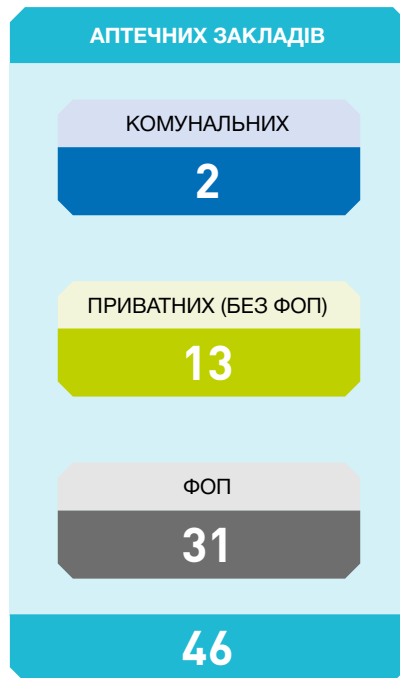 АПТЕЧНИХ ЗАКЛАДІВ
КОМУНАЛЬНИХ
2
ПРИВАТНИХ (БЕЗ ФОП)
13
ФОП
31
46